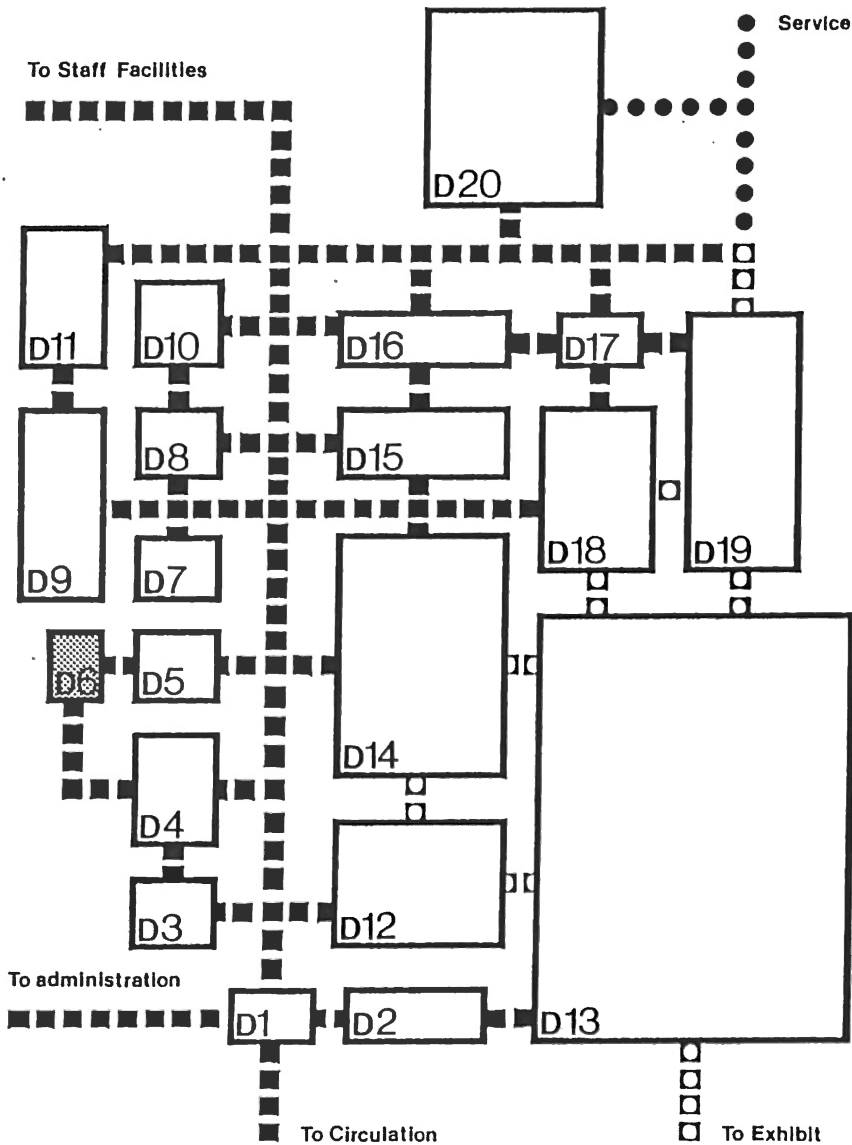 Service
To Staff Facilities
D20
D11
D10
D16
D17
D8
D15
D9
D7
D18
D19
D6
D5
D14
D4
D3
D12
To administration
D1
D2
D13
To Circulation
To Exhibit